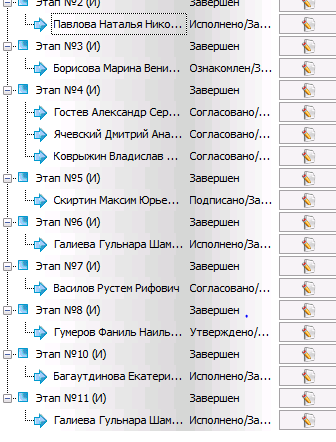 Этап №2 (И) Завершен
Павлова Наталья Нико... Исполнено/За...
Этап №3 (И) Завершен
Борисова Марина Вени... Ознакомлен/З...
Этап №4 (И) Завершен
Гостев Александр Сер... Согласовано/...
Ячевский Дмитрий Ана... Согласовано/...
Коврыжин Владислав ... Согласовано/...
Этап №5 (И) Завершен
Скиртин Максим Юрье... Подписано/За...
Этап №6 (И) Завершен
Галиева Гульнара Шам... Исполнено/За...
Этап №7 (И) Завершен
Василов Рустем Рифович Согласовано/...
Этап №8 (И) Завершен
Гумеров Фаниль Наиль... Утверждено/...
Этап №10 (И) Завершен
Багаутдинова Екатери... Исполнено/За...
Этап №11 (И) Завершен
Галиева Гульнара Шам... Исполнено/За...